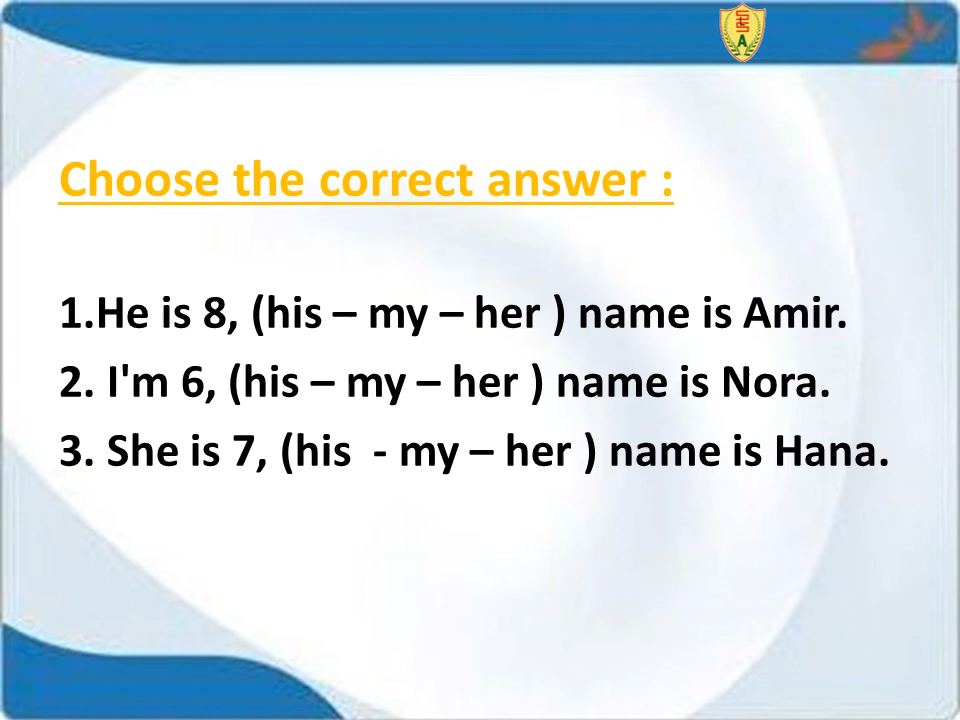 Choose the correct answer :
1.He is 8, (his – my – her ) name is Amir.
2. I'm 6, (his – my – her ) name is Nora.
3. She is 7, (his  - my – her ) name is Hana.